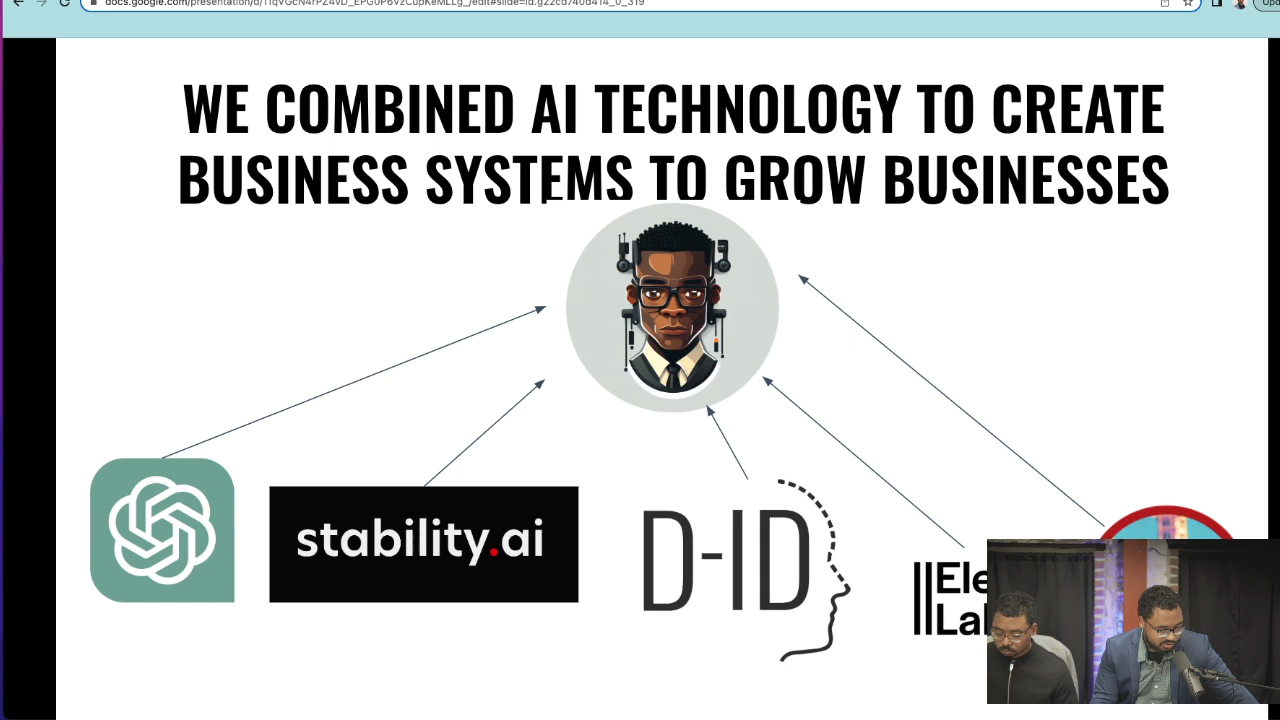 WE COMBINED AI TECHNOLOGY TO CREATE
BUSINESS SYSTEMS TO GROW BUSINESSES
stability.ai
D-ID